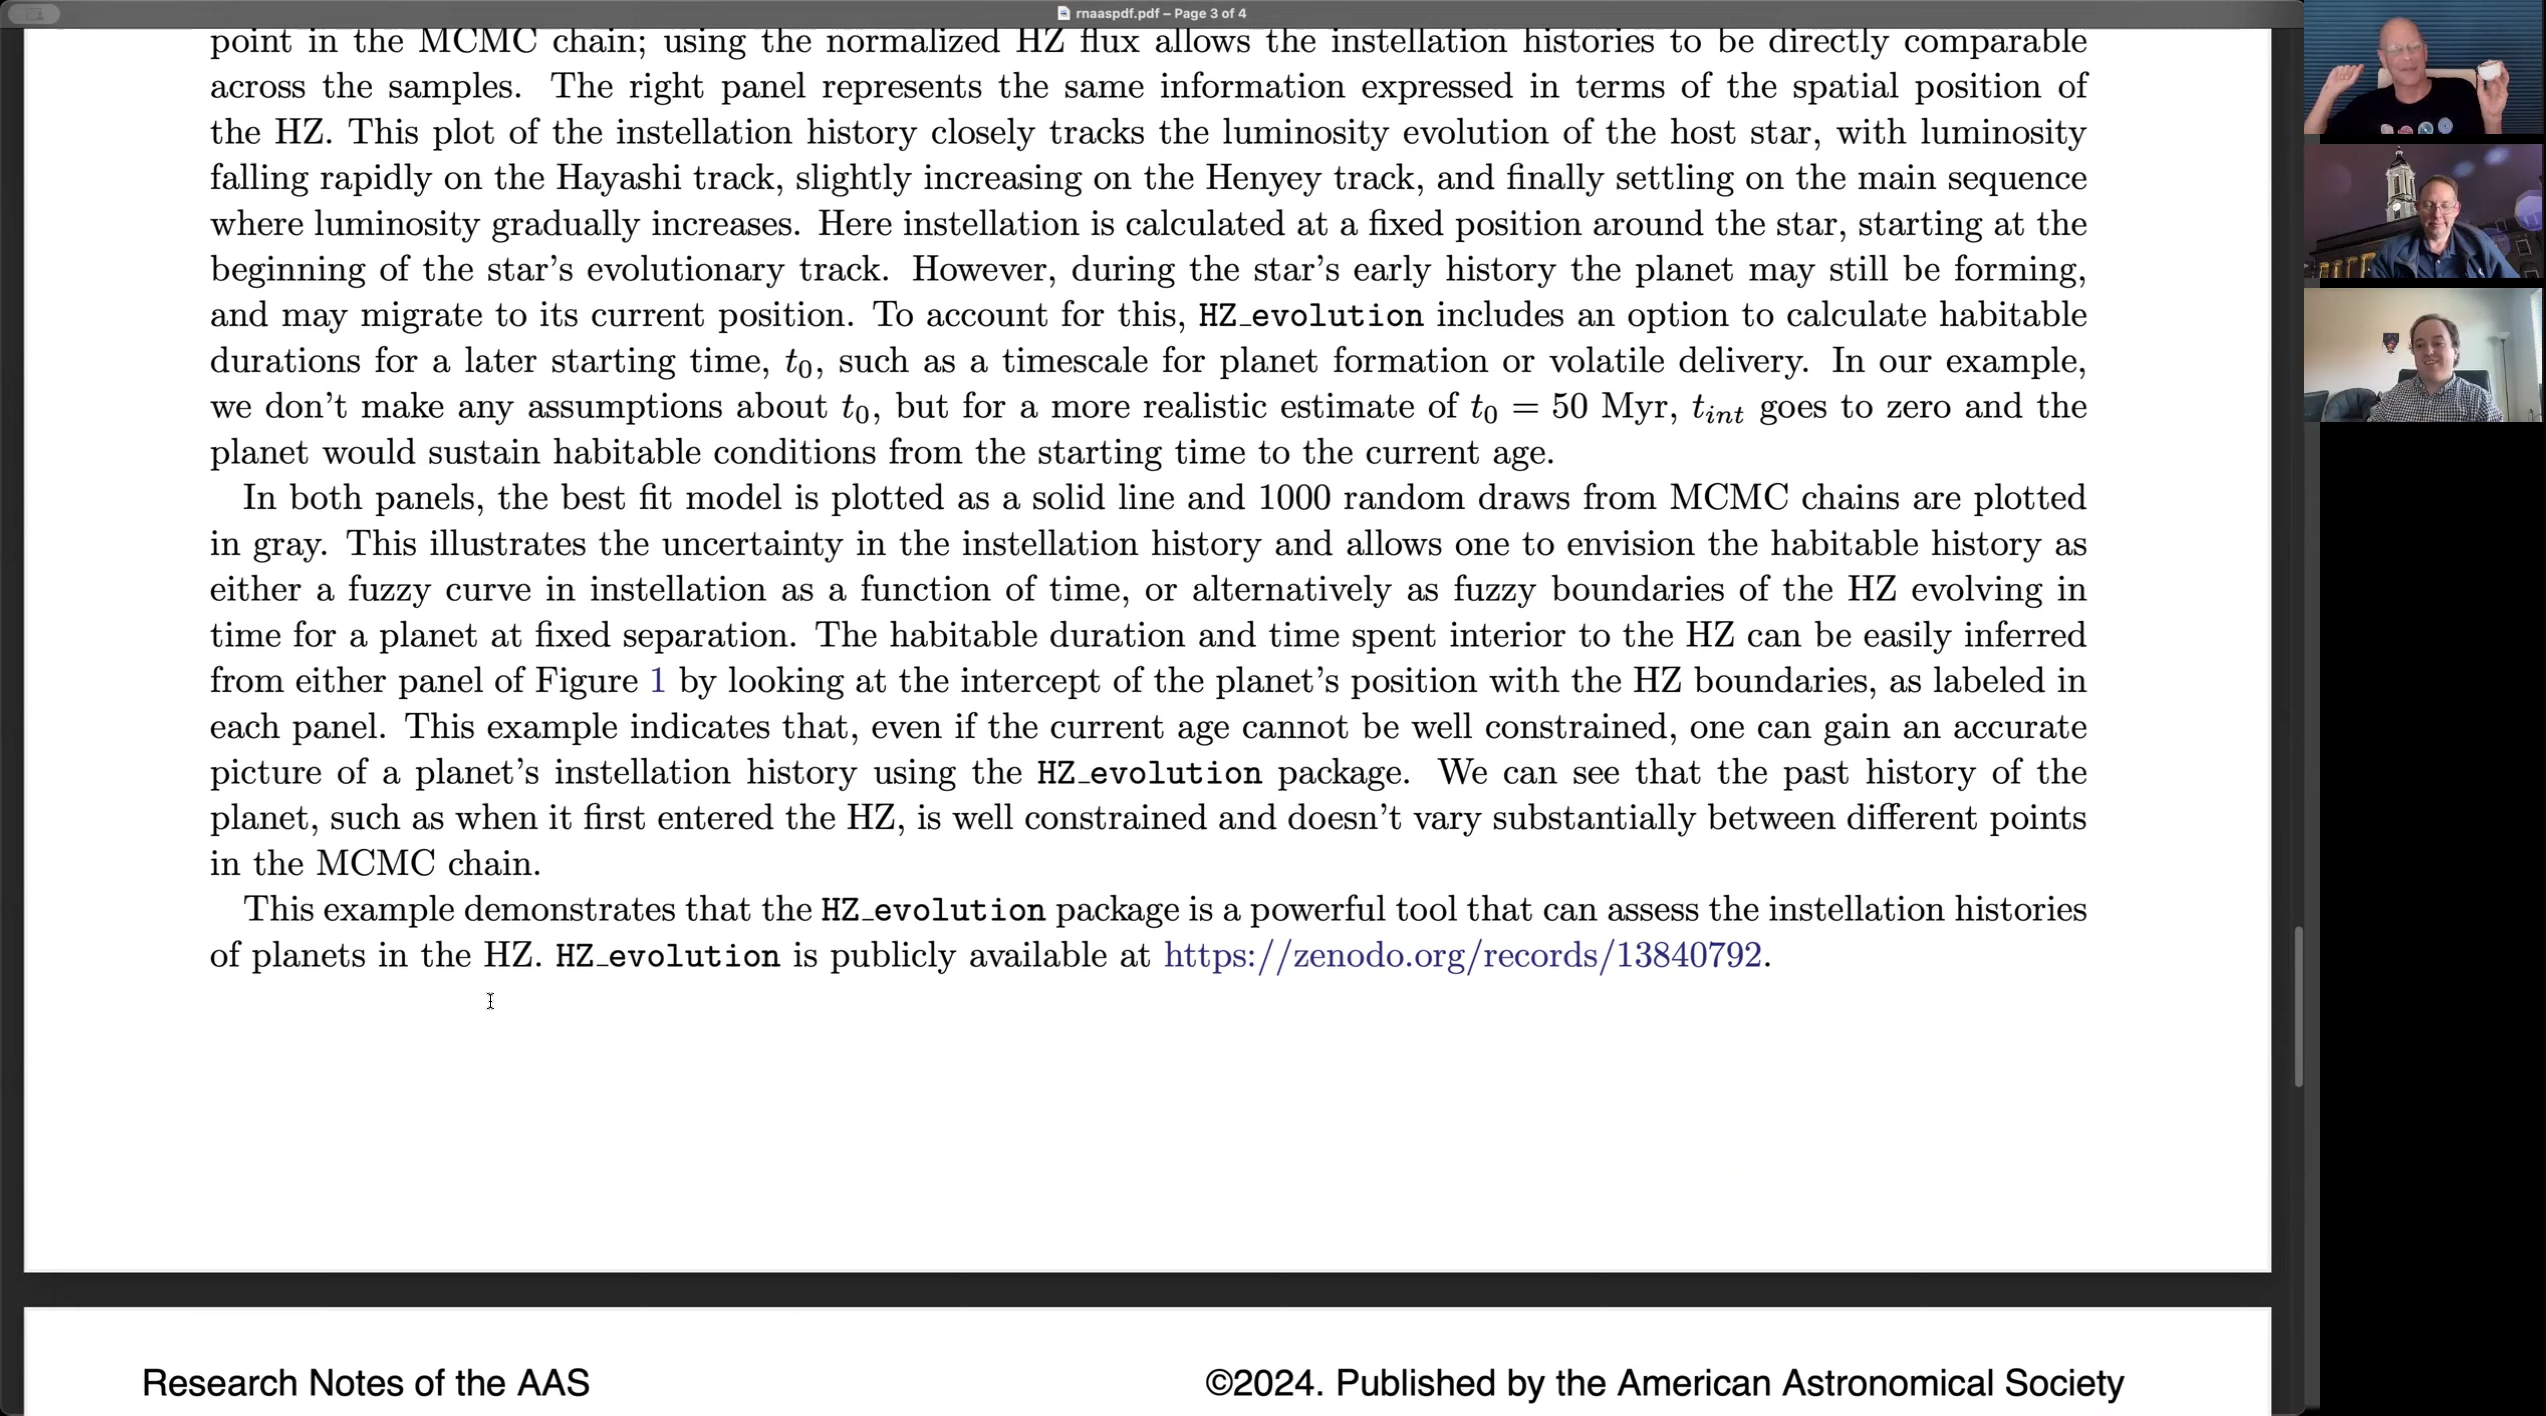 rnaaspdf.pdf – Page 3 of 4
point in the MCMC chain; using the normalized HZ flux allows the instellation histories to be directly comparable
across the samples. The right panel represents the same information expressed in terms of the spatial position of
the HZ. This plot of the instellation history closely tracks the luminosity evolution of the host star, with luminosity
falling rapidly on the Hayashi track, slightly increasing on the Henyey track, and finally settling on the main sequence
where luminosity gradually increases. Here instellation is calculated at a fixed position around the star, starting at the
beginning of the star’s evolutionary track. However, during the star’s early history the planet may still be forming,
and may migrate to its current position. To account for this, HZ_evolution includes an option to calculate habitable
durations for a later starting time, t₀, such as a timescale for planet formation or volatile delivery. In our example,
we don’t make any assumptions about t₀, but for a more realistic estimate of t₀ = 50 Myr, t_int goes to zero and the
planet would sustain habitable conditions from the starting time to the current age.
In both panels, the best fit model is plotted as a solid line and 1000 random draws from MCMC chains are plotted
in gray. This illustrates the uncertainty in the instellation history and allows one to envision the habitable history as
either a fuzzy curve in instellation as a function of time, or alternatively as fuzzy boundaries of the HZ evolving in
time for a planet at fixed separation. The habitable duration and time spent interior to the HZ can be easily inferred
from either panel of Figure 1 by looking at the intercept of the planet’s position with the HZ boundaries, as labeled in
each panel. This example indicates that, even if the current age cannot be well constrained, one can gain an accurate
picture of a planet’s instellation history using the HZ_evolution package. We can see that the past history of the
planet, such as when it first entered the HZ, is well constrained and doesn’t vary substantially between different points
in the MCMC chain.
This example demonstrates that the HZ_evolution package is a powerful tool that can assess the instellation histories
of planets in the HZ. HZ_evolution is publicly available at https://zenodo.org/records/13840792.
Research Notes of the AAS
©2024. Published by the American Astronomical Society